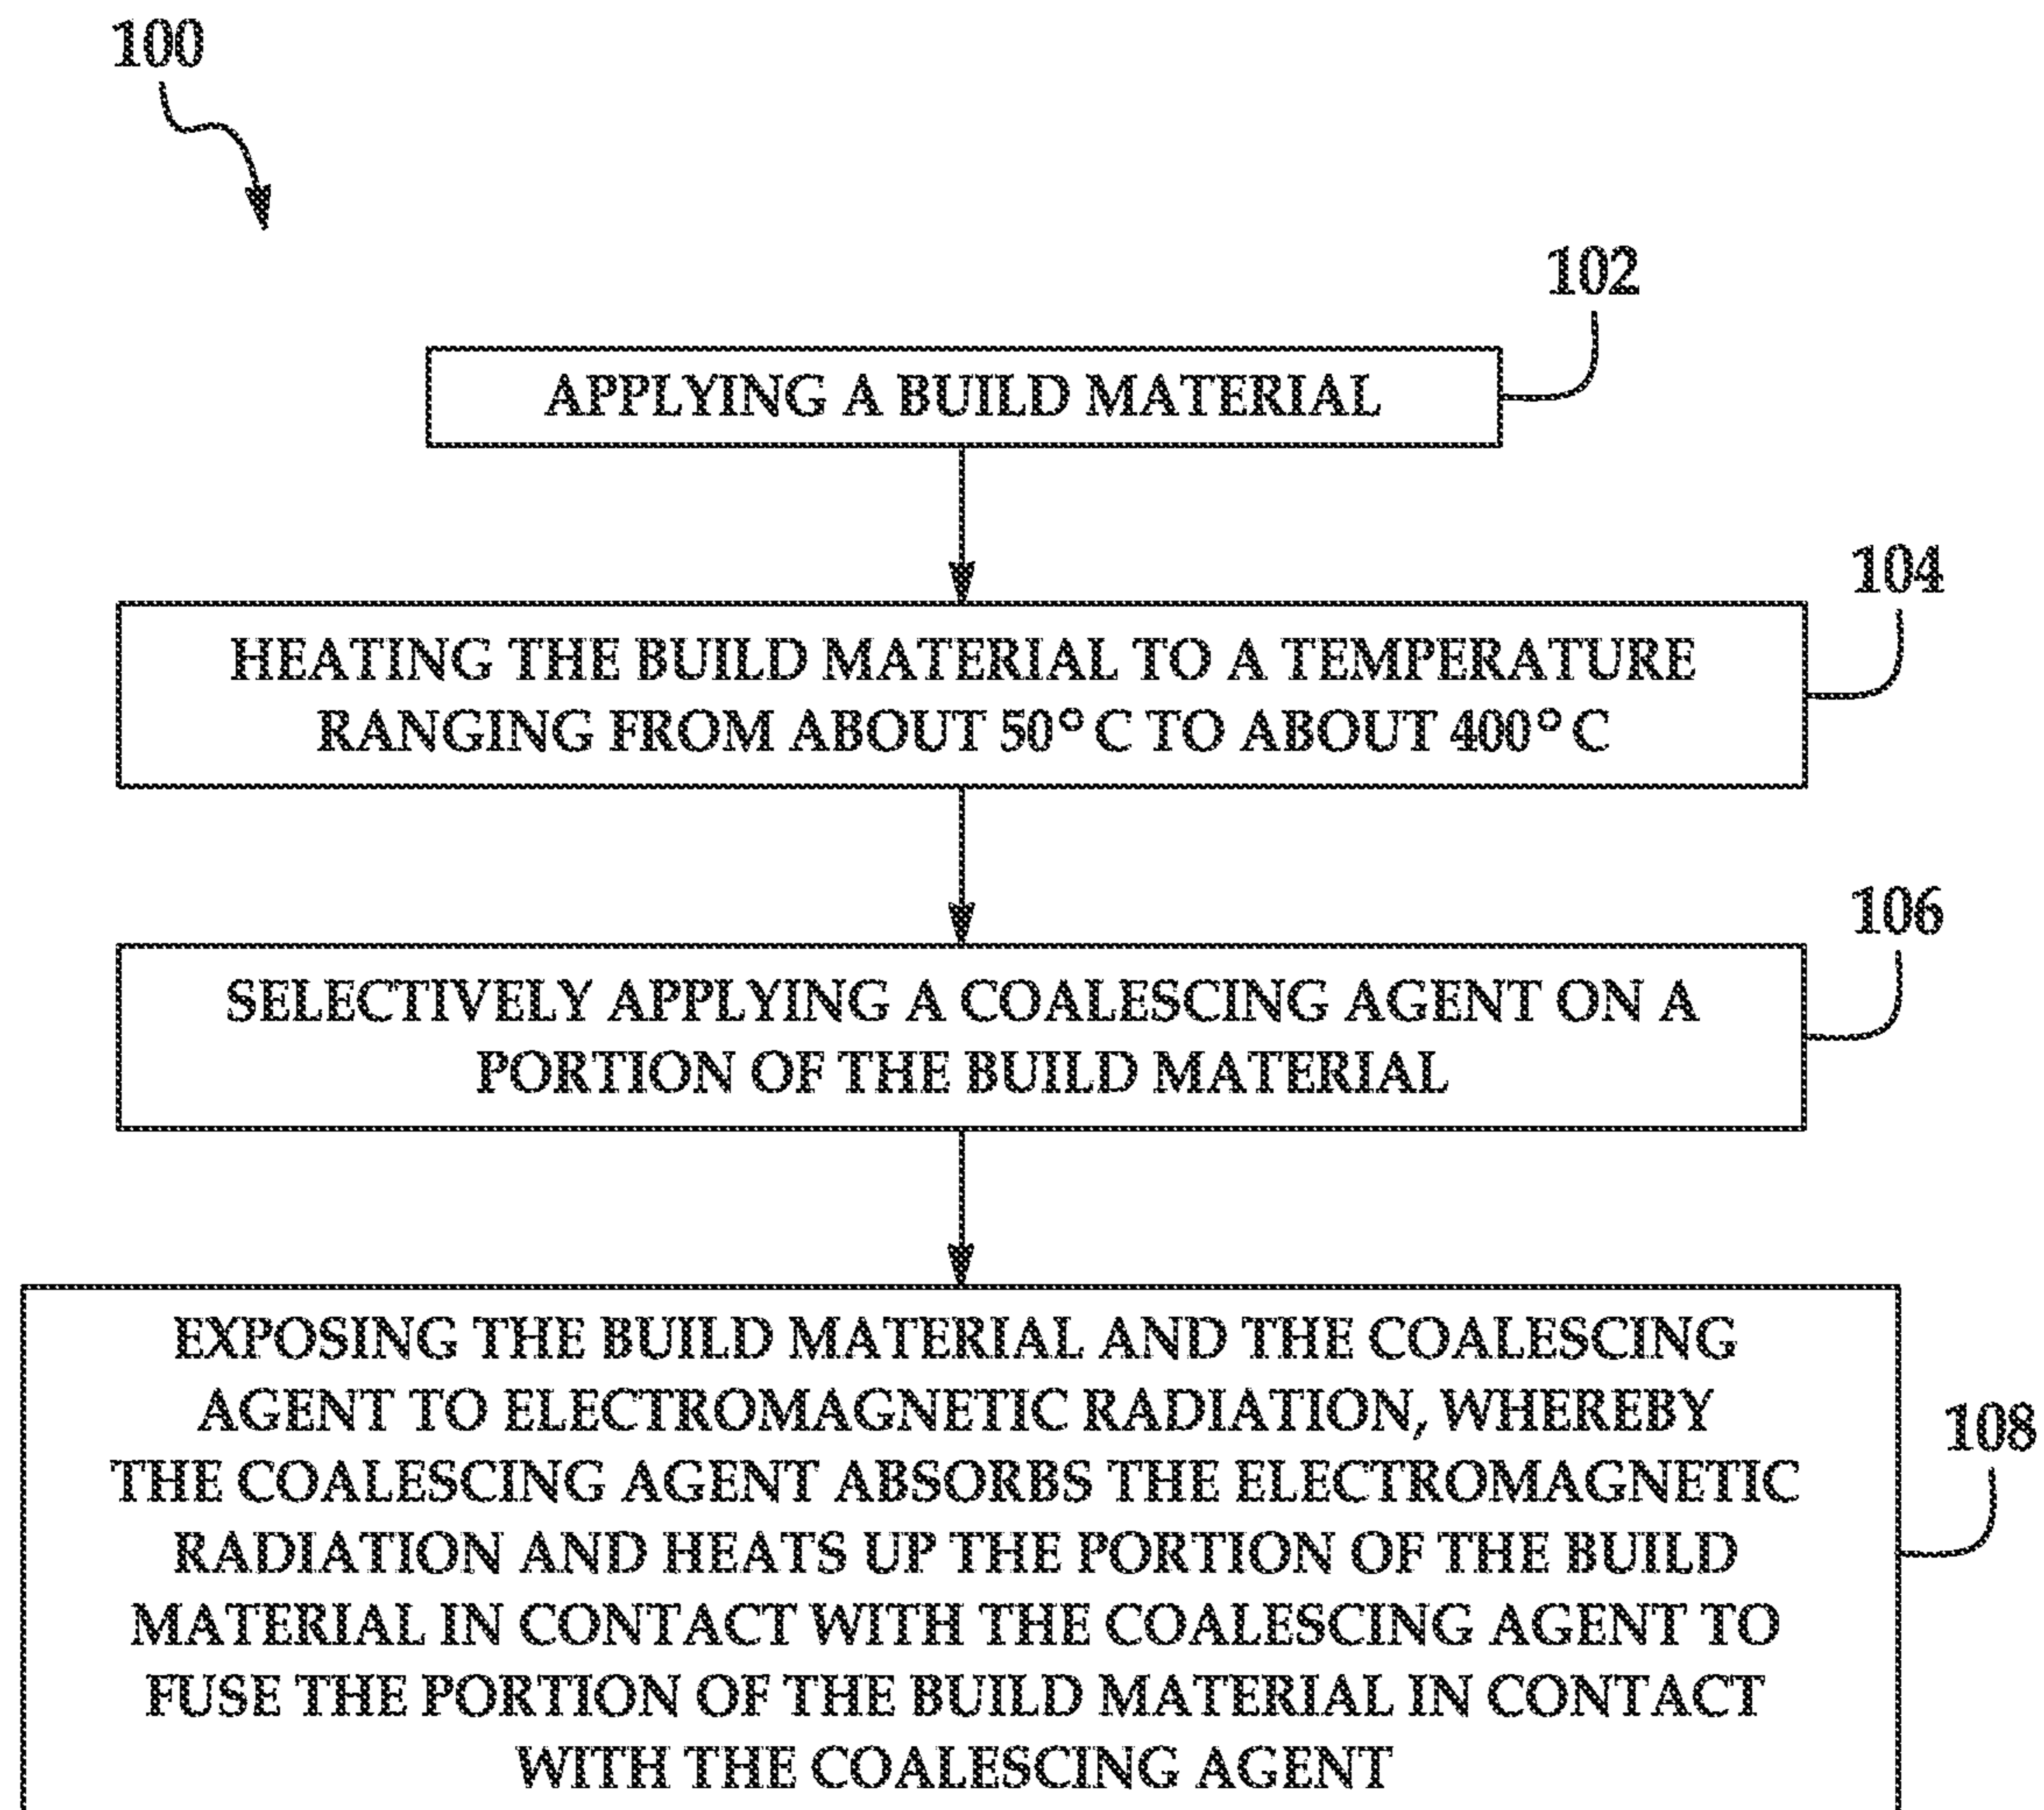 100
102
APPLYING A BUILD MATERIAL
104
HEATING THE BUILD MATERIAL TO A TEMPERATURE
RANGING FROM ABOUT 50° C TO ABOUT 400° C
106
SELECTIVELY APPLYING A COALESCING AGENT ON A
PORTION OF THE BUILD MATERIAL
EXPOSING THE BUILD MATERIAL AND THE COALESCING
AGENT TO ELECTROMAGNETIC RADIATION, WHEREBY
108
THE COALESCING AGENT ABSORBS THE ELECTROMAGNETIC
RADIATION AND HEATS UP THE PORTION OF THE BUILD
MATERIAL IN CONTACT WITH THE COALESCING AGENT TO
FUSE THE PORTION OF THE BUILD MATERIAL IN CONTACT
WITH THE COALESCING AGENT